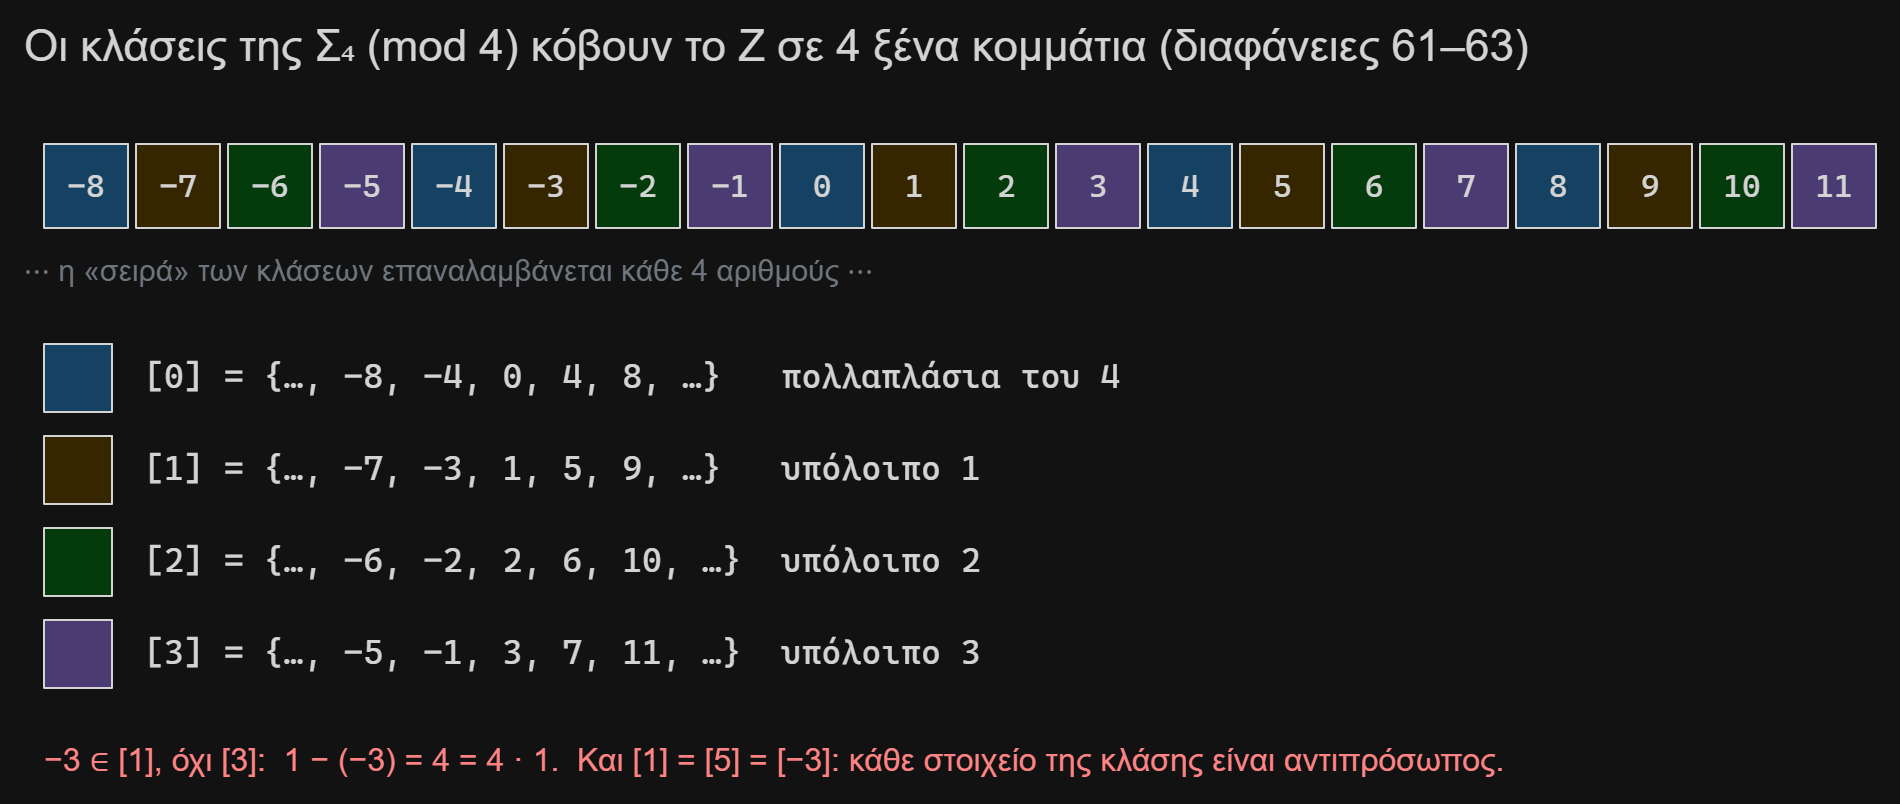 Οι κλάσεις της Σ₄ (mod 4) κόβουν το Z σε 4 ξένα κομμάτια (διαφάνειες 61–63)
−8 −7 −6 −5 −4 −3 −2 −1 0 1 2 3 4 5 6 7 8 9 10 11
··· η «σειρά» των κλάσεων επαναλαμβάνεται κάθε 4 αριθμούς ···
[0] = {…, −8, −4, 0, 4, 8, …} πολλαπλάσια του 4
[1] = {…, −7, −3, 1, 5, 9, …} υπόλοιπο 1
[2] = {…, −6, −2, 2, 6, 10, …} υπόλοιπο 2
[3] = {…, −5, −1, 3, 7, 11, …} υπόλοιπο 3
−3 ∈ [1], όχι [3]: 1 − (−3) = 4 = 4 · 1. Και [1] = [5] = [−3]: κάθε στοιχείο της κλάσης είναι αντιπρόσωπος.